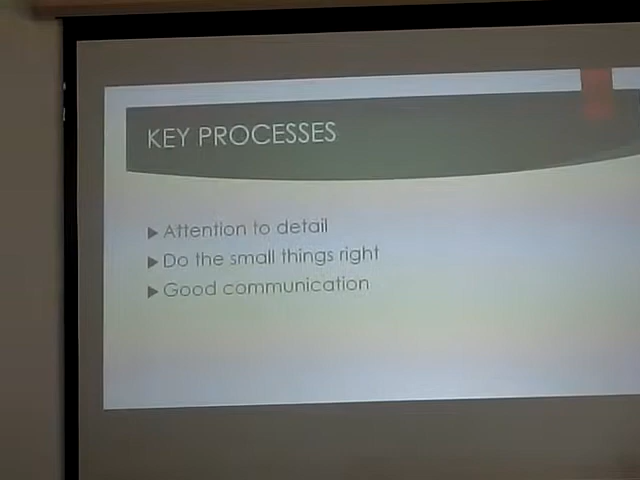 KEY PROCESSES
Attention to detail
Do the small things right
Good communication